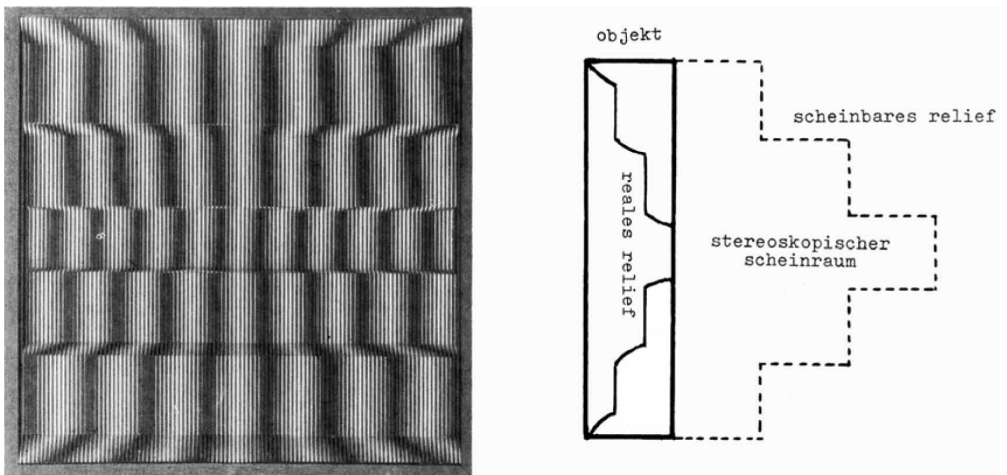 objekt
scheinbares relief
reales relief
stereoskopischer
scheinraum